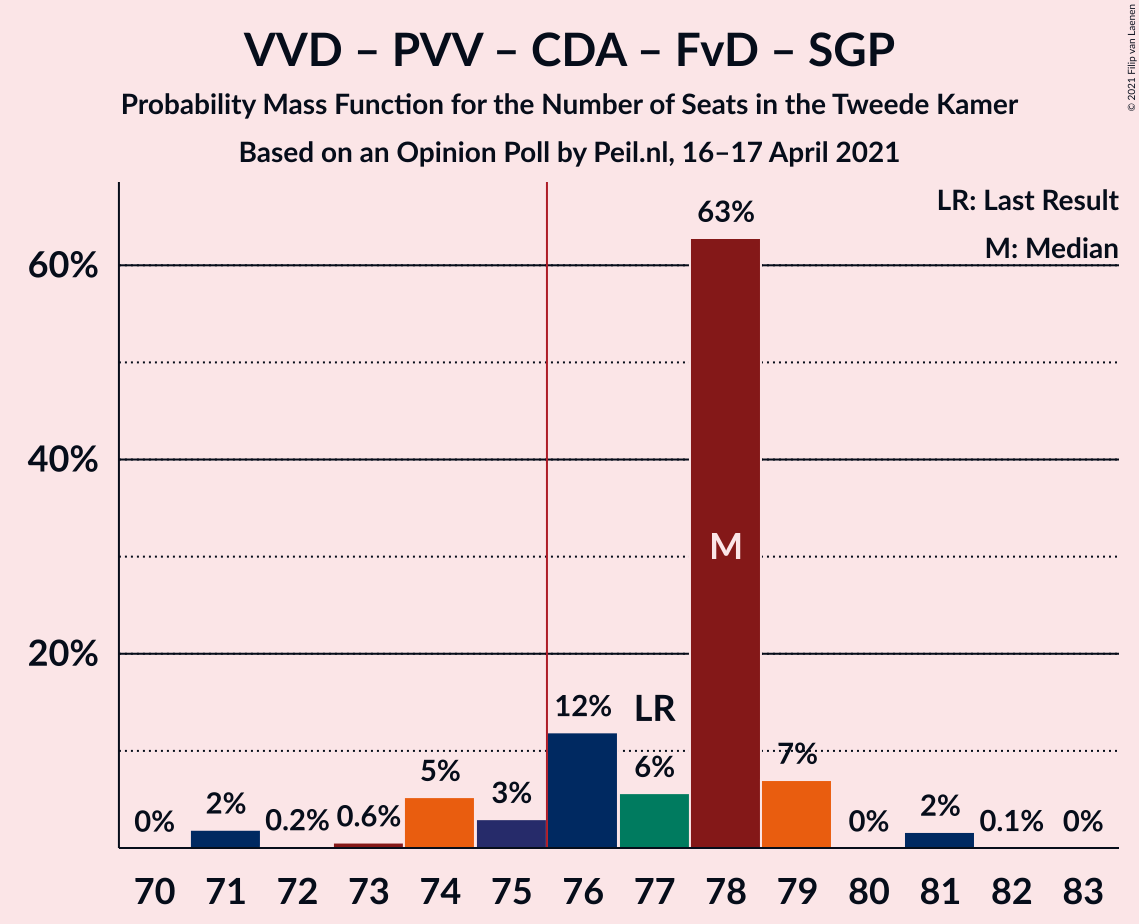 VVD – PVV – CDA – FvD – SGP
Probability Mass Function for the Number of Seats in the Tweede Kamer
Based on an Opinion Poll by Peil.nl, 16–17 April 2021
© 2021 Filip van Laenen
LR: Last Result
M: Median
60%
40%
20%
0%
2%
0.2%
0.6%
5%
3%
12%
LR
6%
63%
M
7%
0%
2%
0.1%
0%
70 71 72 73 74 75 76 77 78 79 80 81 82 83